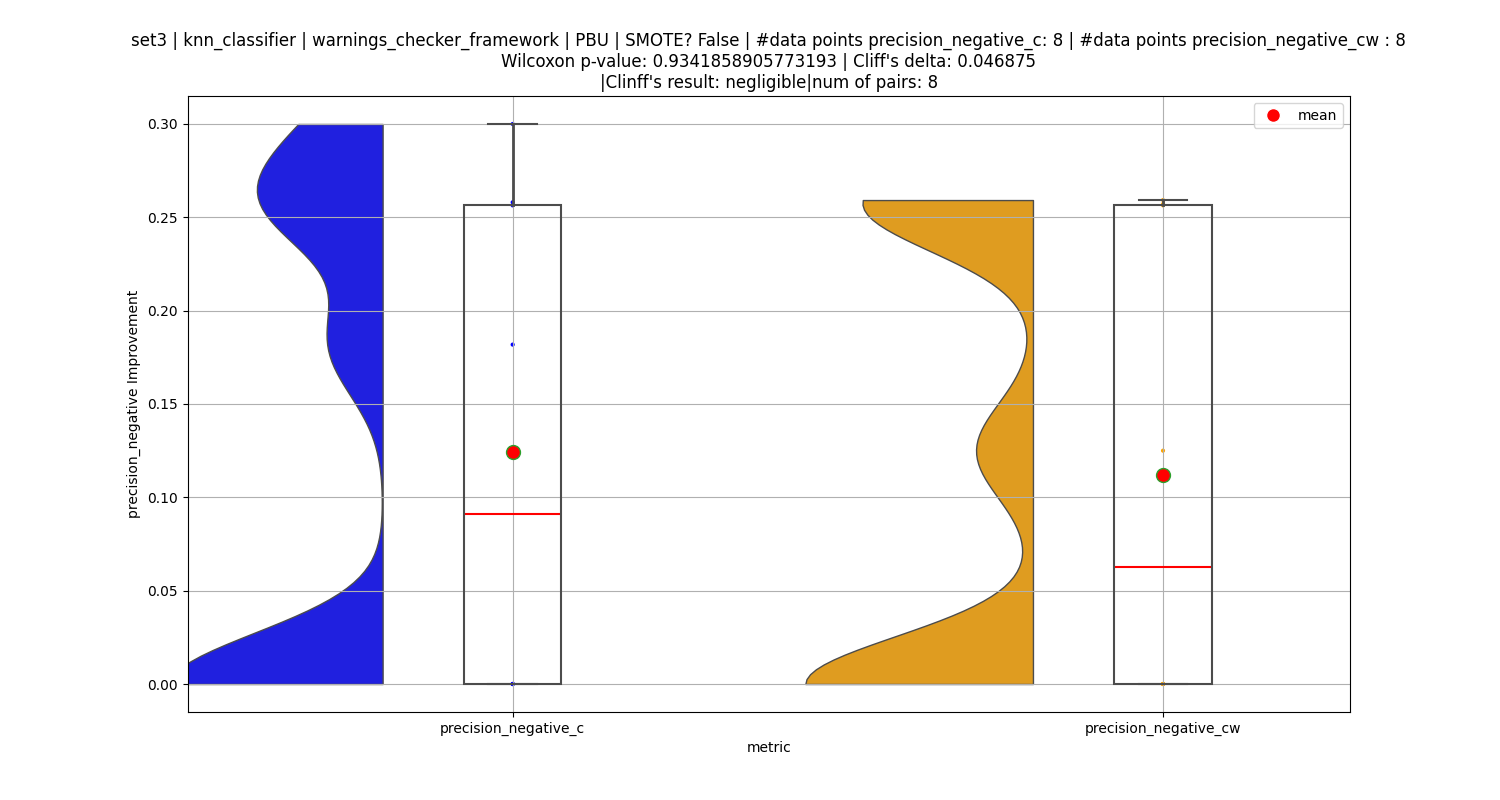 set3 | knn_classifier | warnings_checker_framework | PBU | SMOTE? False | #data points precision_negative_c: 8 | #data points precision_negative_cw : 8
Wilcoxon p-value: 0.9341858905773193 | Cliff's delta: 0.046875
|Clinff's result: negligible|num of pairs: 8
mean
0.30
0.25
0.20
0.15
0.10
0.05
0.00
precision_negative Improvement
precision_negative_c
precision_negative_cw
metric